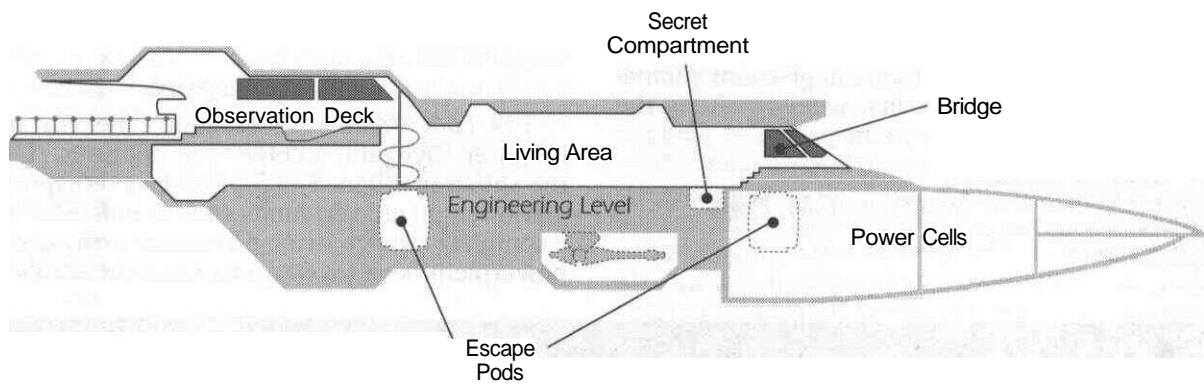 Secret
Compartment
Bridge
Observation Deck
Living Area
Engineering Level
Power Cells
Escape
Pods